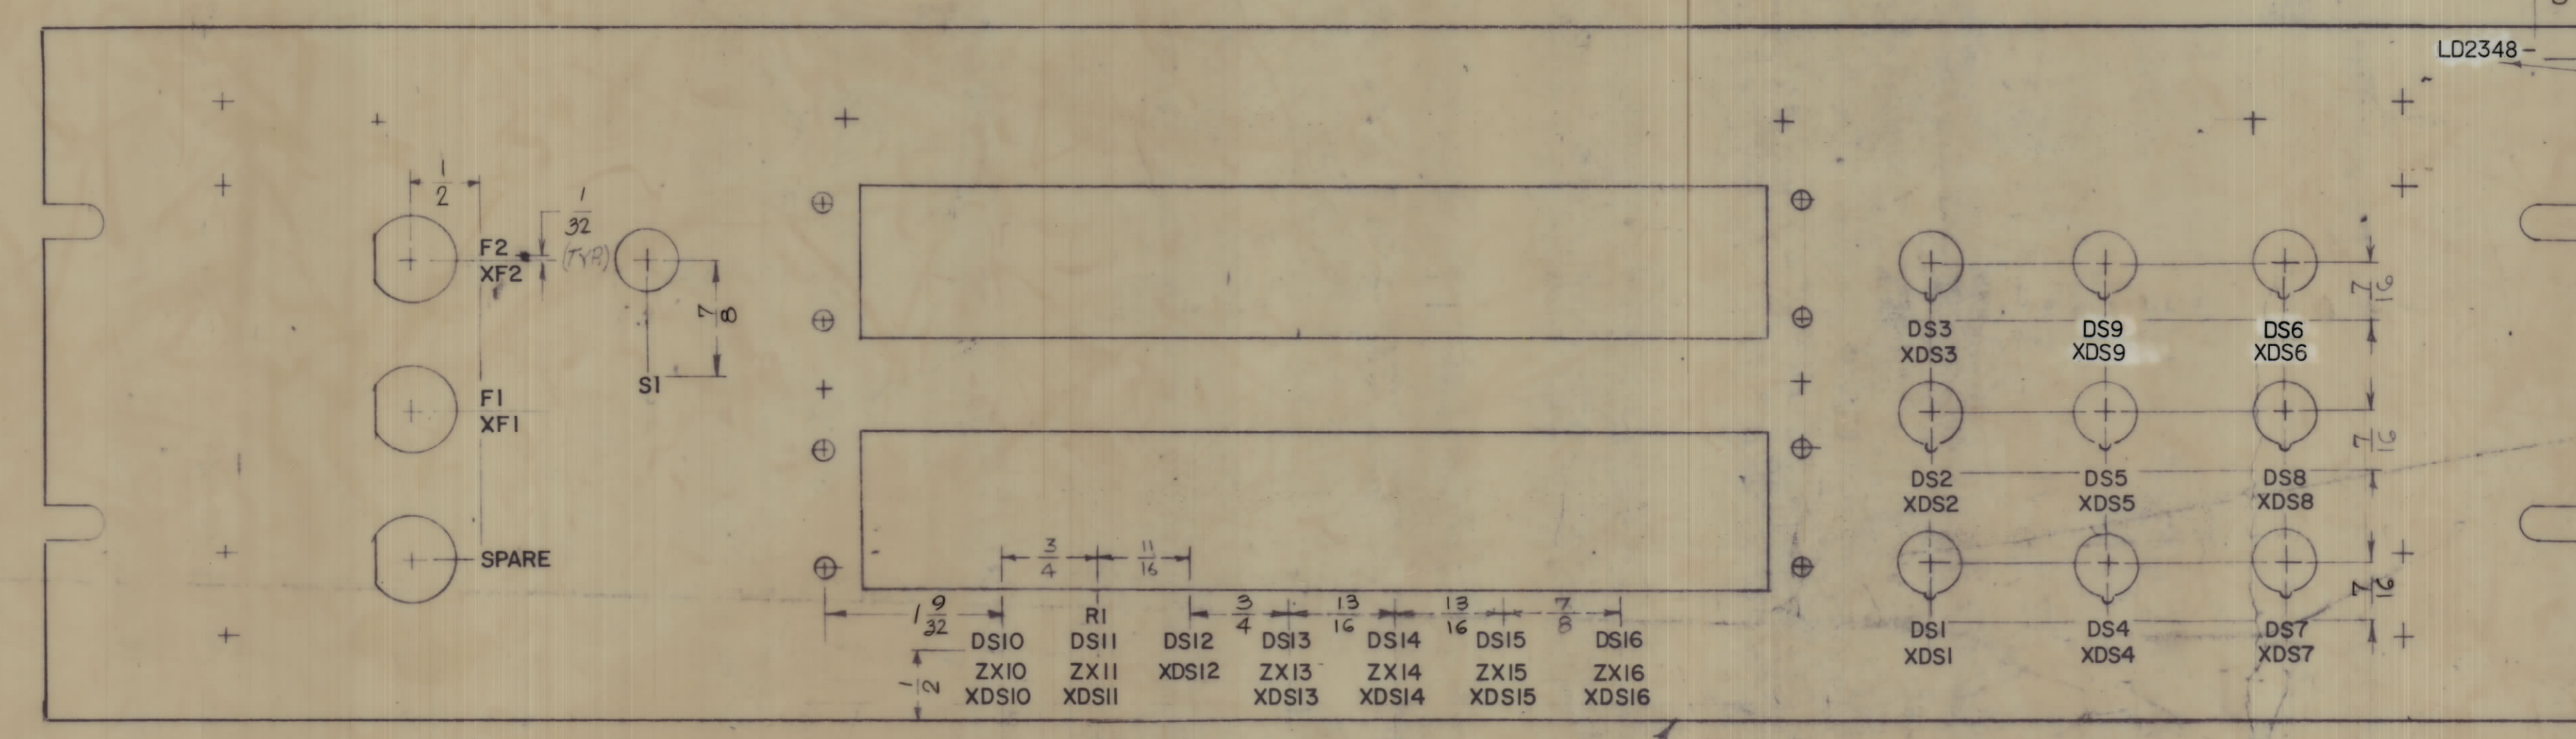 LD2348-
1/2
1/32
(TYP.)
F2
XF2
7/8
S1
F1
XF1
SPARE
3/4
11/16
1 9/32
3/4
13/16
13/16
7/8
R1
DS10 DS11 DS12 DS13 DS14 DS15 DS16
ZX10 ZX11 XDS12 ZX13 ZX14 ZX15 ZX16
XDS10 XDS11 XDS13 XDS14 XDS15 XDS16
1/2
DS3 DS9 DS6
XDS3 XDS9 XDS6
7/16
DS2 DS5 DS8
XDS2 XDS5 XDS8
7/16
DS1 DS4 DS7
XDS1 XDS4 XDS7
7/16